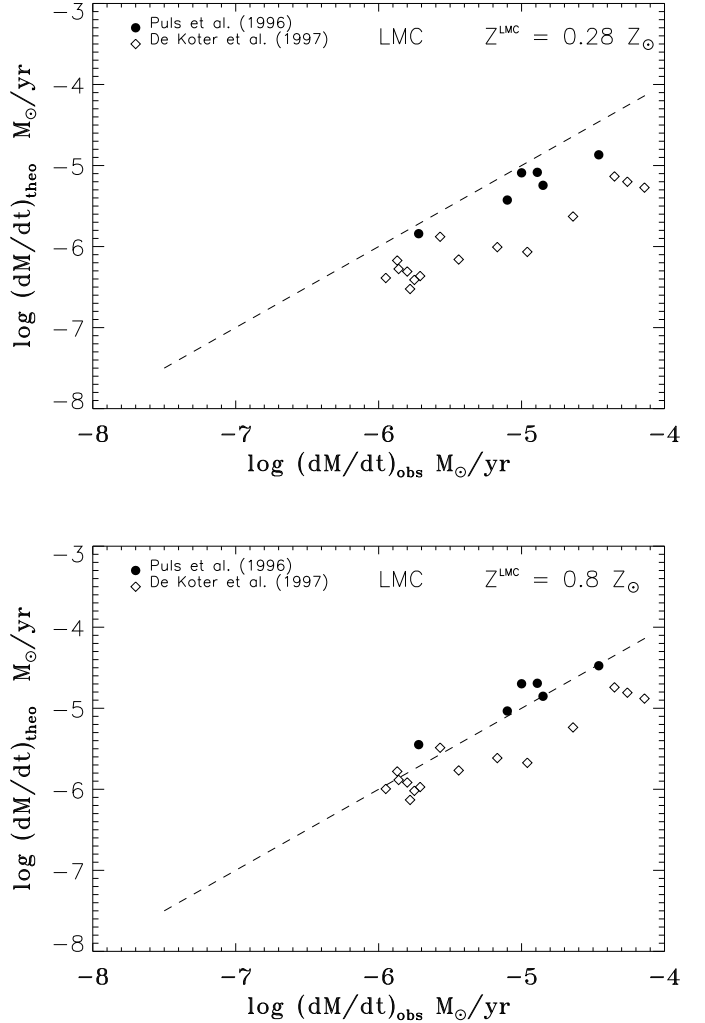 −3
Puls et al. (1996)
De Koter et al. (1997)
LMC
Z^LMC = 0.28 Z⊙
−4
−5
−6
−7
−8
log (dM/dt)theo M⊙/yr
−8 −7 −6 −5 −4
log (dM/dt)obs M⊙/yr
−3
Puls et al. (1996)
De Koter et al. (1997)
LMC
Z^LMC = 0.8 Z⊙
−4
−5
−6
−7
−8
log (dM/dt)theo M⊙/yr
−8 −7 −6 −5 −4
log (dM/dt)obs M⊙/yr